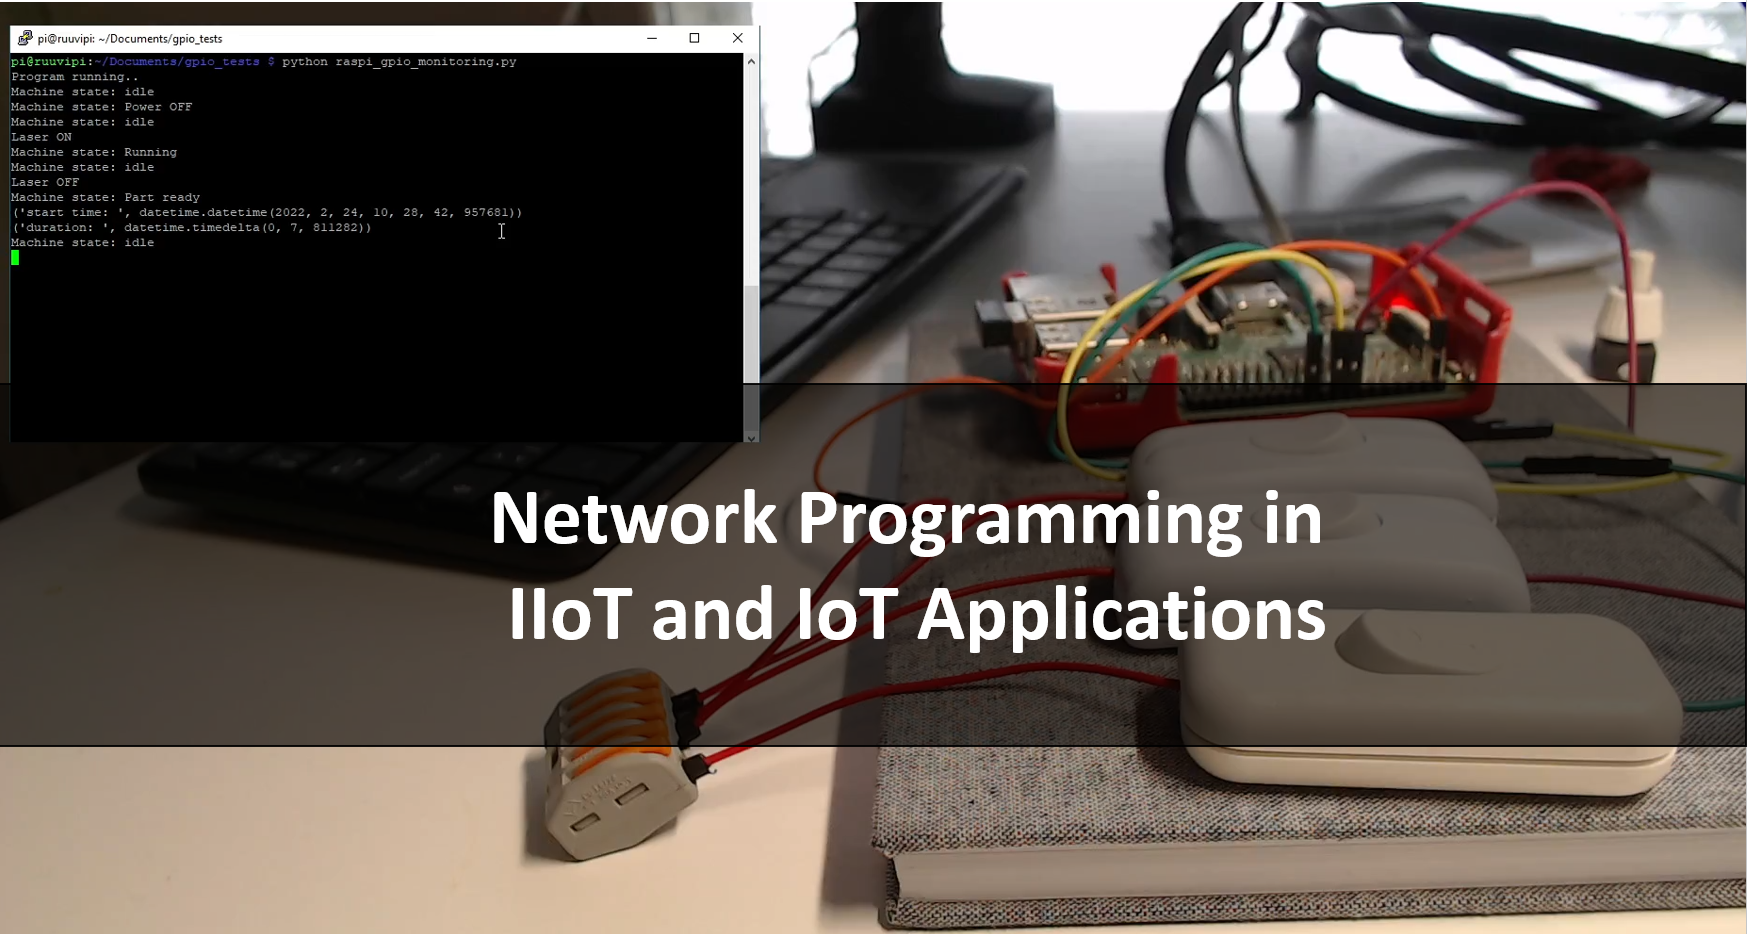 pi@ruuvipi: ~/Documents/gpio_tests
pi@ruuvipi:~/Documents/gpio_tests $ python raspi_gpio_monitoring.py
Program running..
Machine state: idle
Machine state: Power OFF
Machine state: idle
Laser ON
Machine state: Running
Machine state: idle
Laser OFF
Machine state: Part ready
('start time: ', datetime.datetime(2022, 2, 24, 10, 28, 42, 957681))
('duration: ', datetime.timedelta(0, 7, 811282))
Machine state: idle
Network Programming in
IIoT and IoT Applications